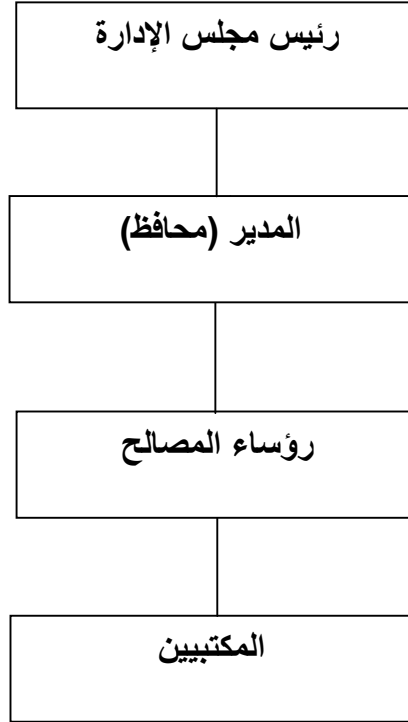 رئيس مجلس الإدارة
المدير (محافظ)
رؤساء المصالح
المكتبيين